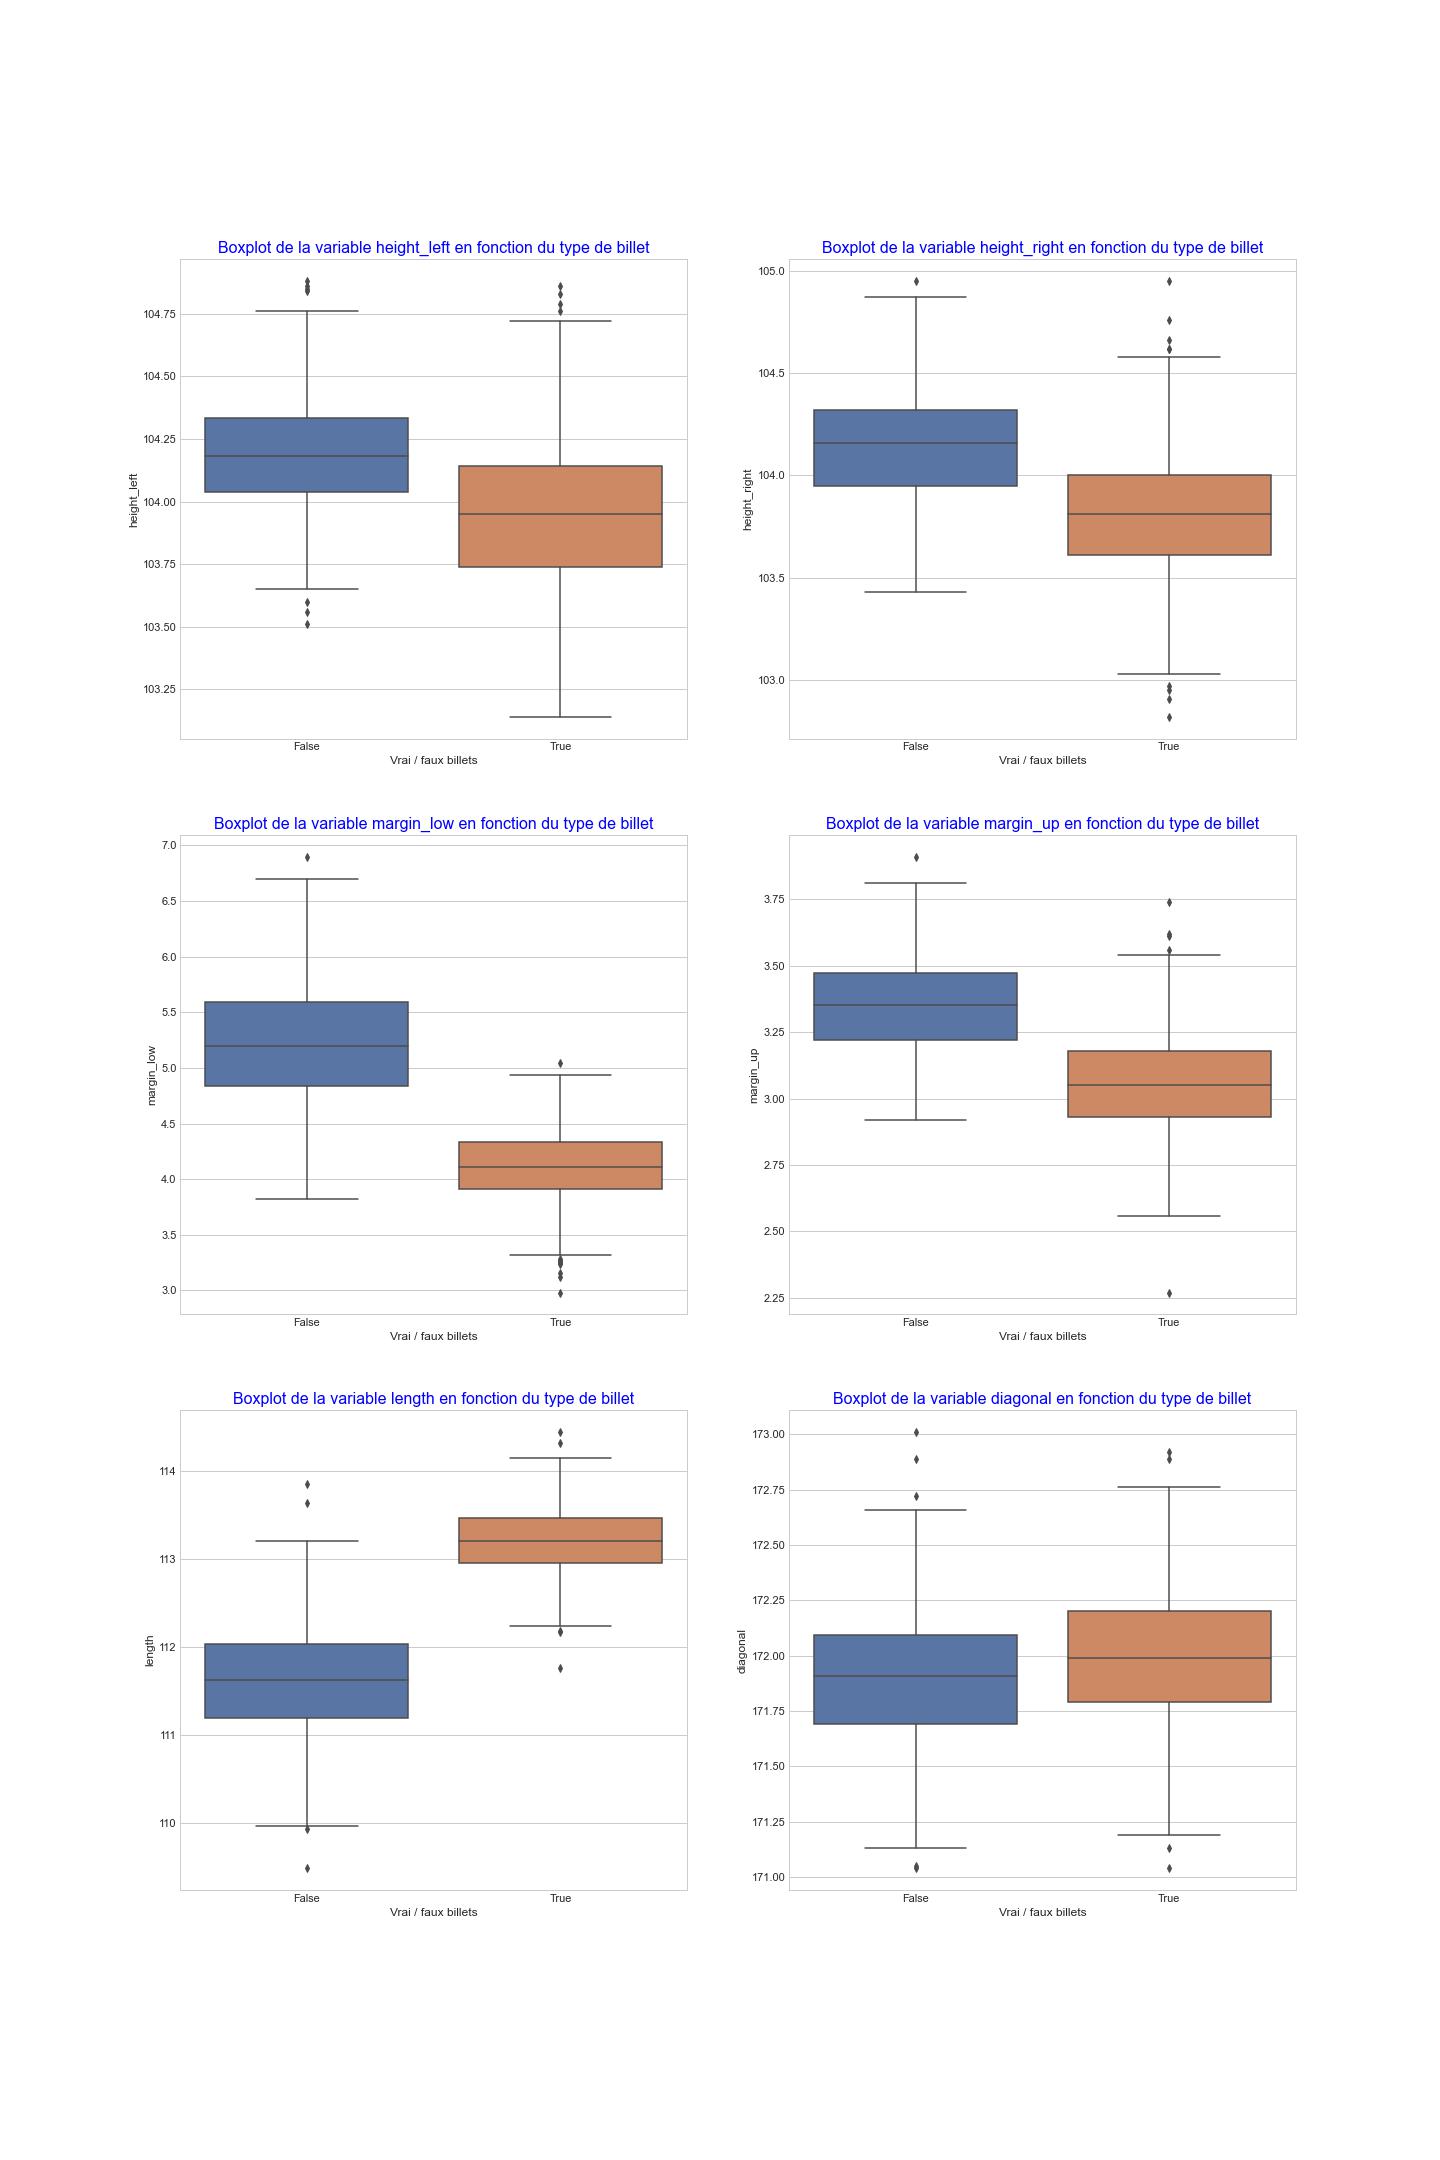 Boxplot de la variable height_left en fonction du type de billet
height_left
104.75
104.50
104.25
104.00
103.75
103.50
103.25
False True
Vrai / faux billets
Boxplot de la variable height_right en fonction du type de billet
height_right
105.0
104.5
104.0
103.5
103.0
False True
Vrai / faux billets
Boxplot de la variable margin_low en fonction du type de billet
margin_low
7.0
6.5
6.0
5.5
5.0
4.5
4.0
3.5
3.0
False True
Vrai / faux billets
Boxplot de la variable margin_up en fonction du type de billet
margin_up
3.75
3.50
3.25
3.00
2.75
2.50
2.25
False True
Vrai / faux billets
Boxplot de la variable length en fonction du type de billet
length
114
113
112
111
110
False True
Vrai / faux billets
Boxplot de la variable diagonal en fonction du type de billet
diagonal
173.00
172.75
172.50
172.25
172.00
171.75
171.50
171.25
171.00
False True
Vrai / faux billets